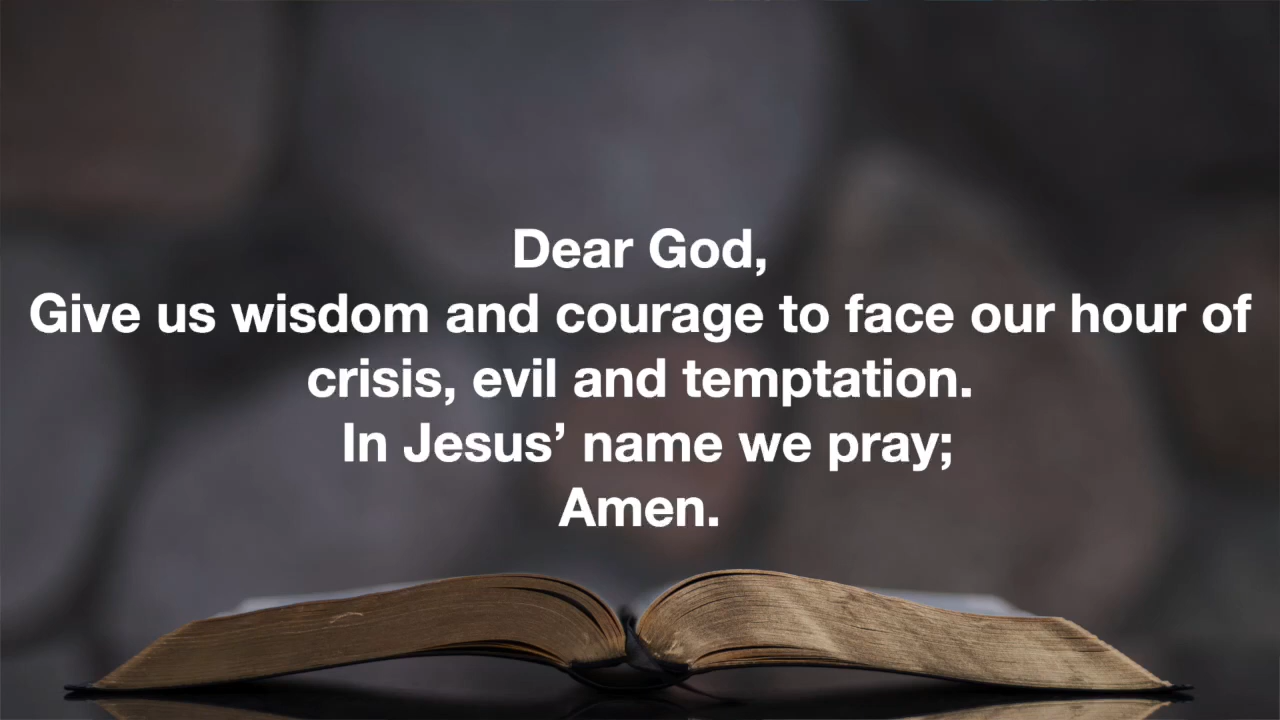 Dear God,
Give us wisdom and courage to face our hour of
crisis, evil and temptation.
In Jesus’ name we pray;
Amen.